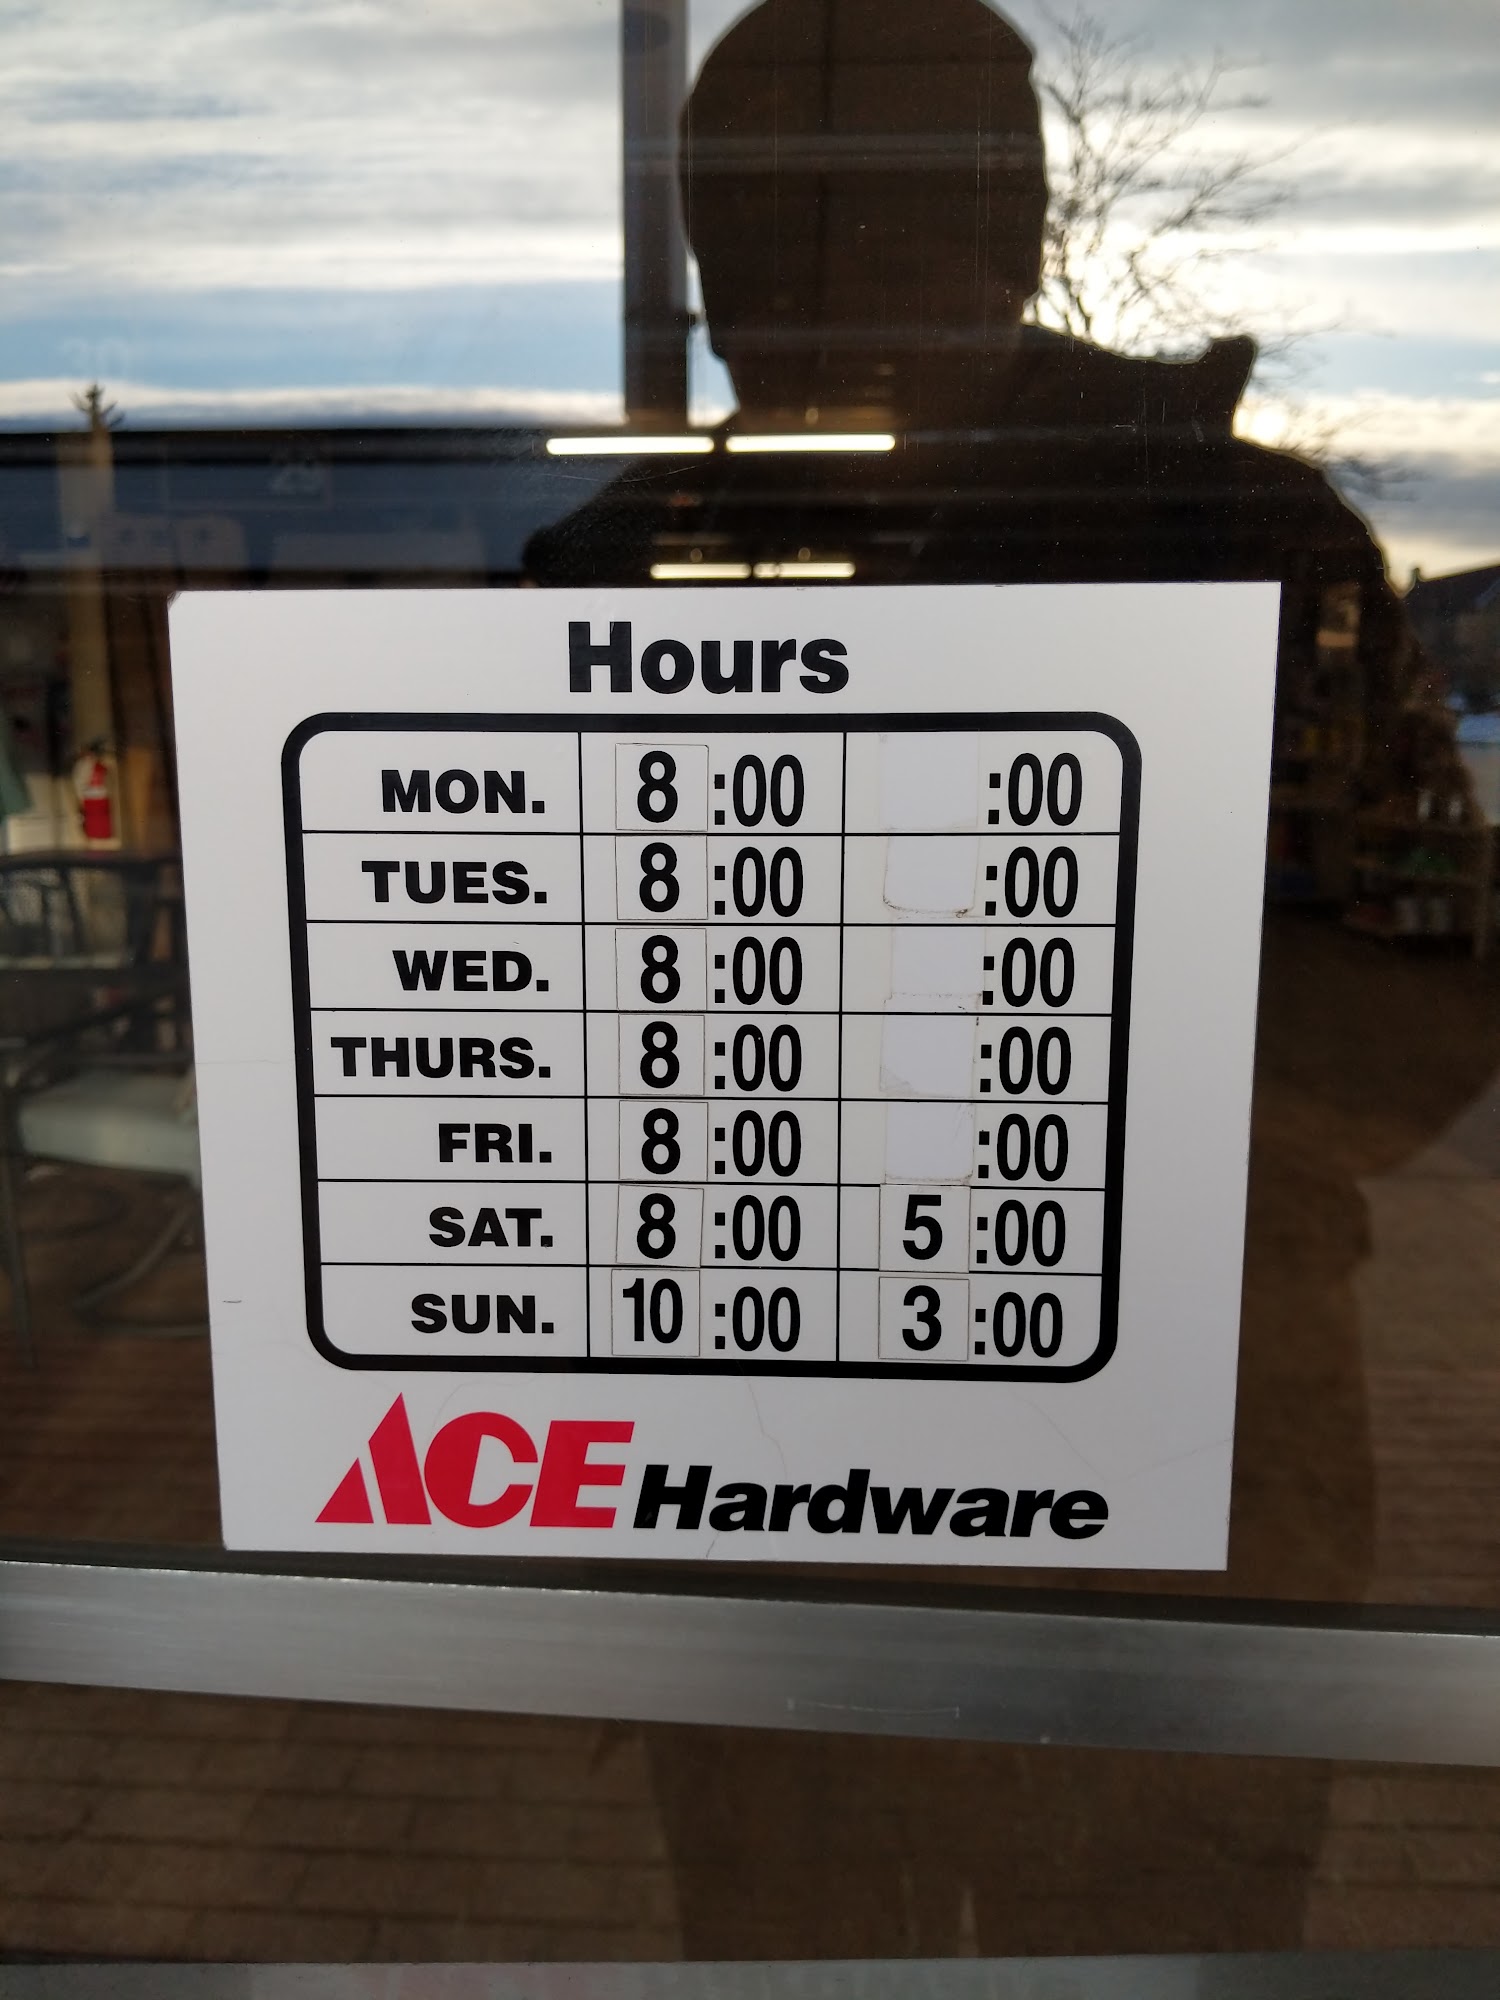 Hours
MON. 8 :00 :00
TUES. 8 :00 :00
WED. 8 :00 :00
THURS. 8 :00 :00
FRI. 8 :00 :00
SAT. 8 :00 5 :00
SUN. 10 :00 3 :00
ACE Hardware